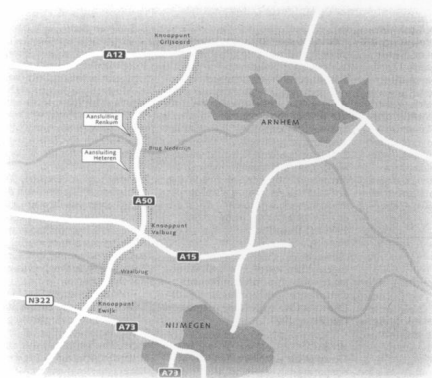 Knooppunt
Grijsoord
A12
Aansluiting
Renkum
ARNHEM
Brug Nederrijn
Aansluiting
Heteren
A50
Knooppunt
Valburg
A15
Waalbrug
N322
Knooppunt
Ewijk
A73
NIJMEGEN
A73